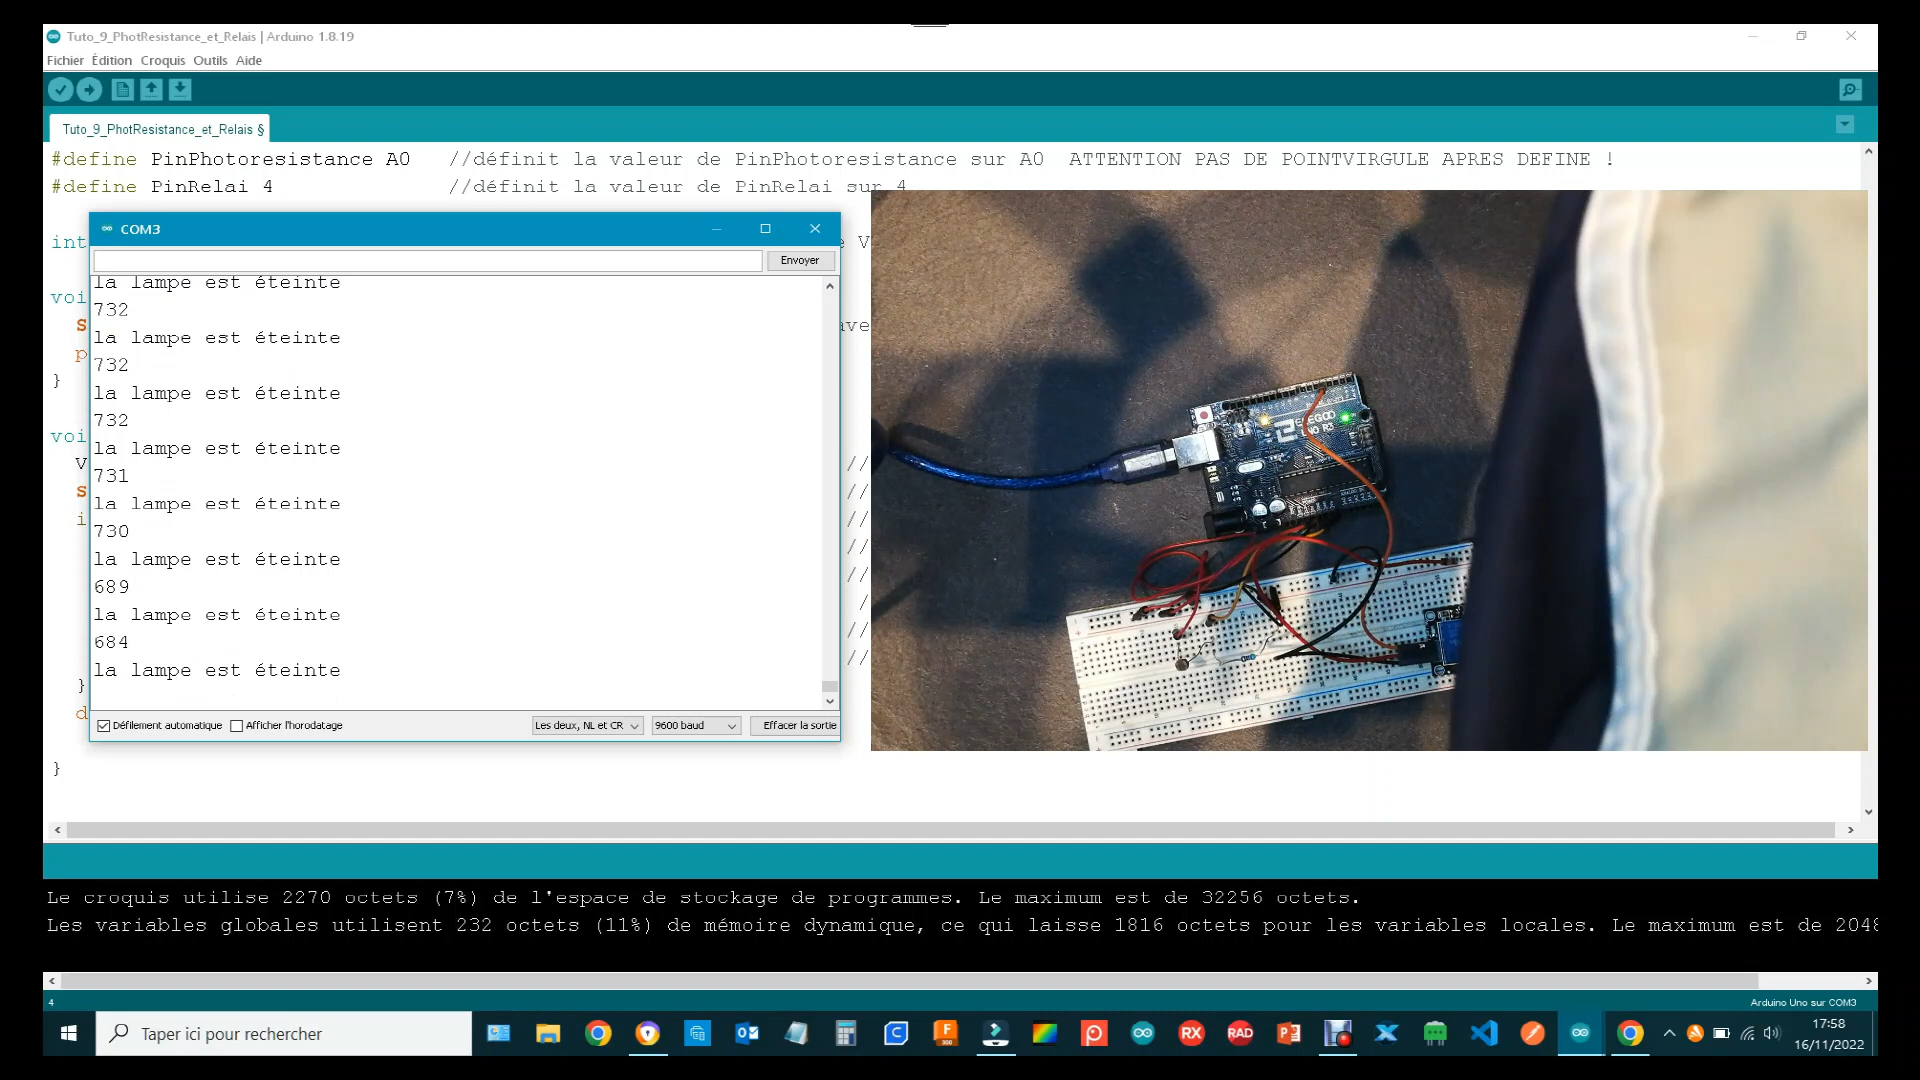 Tuto_9_PhotResistance_et_Relais | Arduino 1.8.19
Fichier Édition Croquis Outils Aide
Tuto_9_PhotResistance_et_Relais §
#define PinPhotoresistance A0 //définit la valeur de PinPhotoresistance sur A0 ATTENTION PAS DE POINTVIRGULE APRES DEFINE !
#define PinRelai 4 //définit la valeur de PinRelai sur 4
int
V
voi
S
ave
p
}
voi
V //
s //
i //
//
//
/
//
//
}
d
}
COM3
Envoyer
la lampe est éteinte
732
la lampe est éteinte
732
la lampe est éteinte
732
la lampe est éteinte
731
la lampe est éteinte
730
la lampe est éteinte
689
la lampe est éteinte
684
la lampe est éteinte
Défilement automatique Afficher l'horodatage Les deux, NL et CR 9600 baud Effacer la sortie
ELEGOO
UNO R3
Le croquis utilise 2270 octets (7%) de l'espace de stockage de programmes. Le maximum est de 32256 octets.
Les variables globales utilisent 232 octets (11%) de mémoire dynamique, ce qui laisse 1816 octets pour les variables locales. Le maximum est de 2048
4
Arduino Uno sur COM3
Taper ici pour rechercher
RX
RAD
17:58
16/11/2022